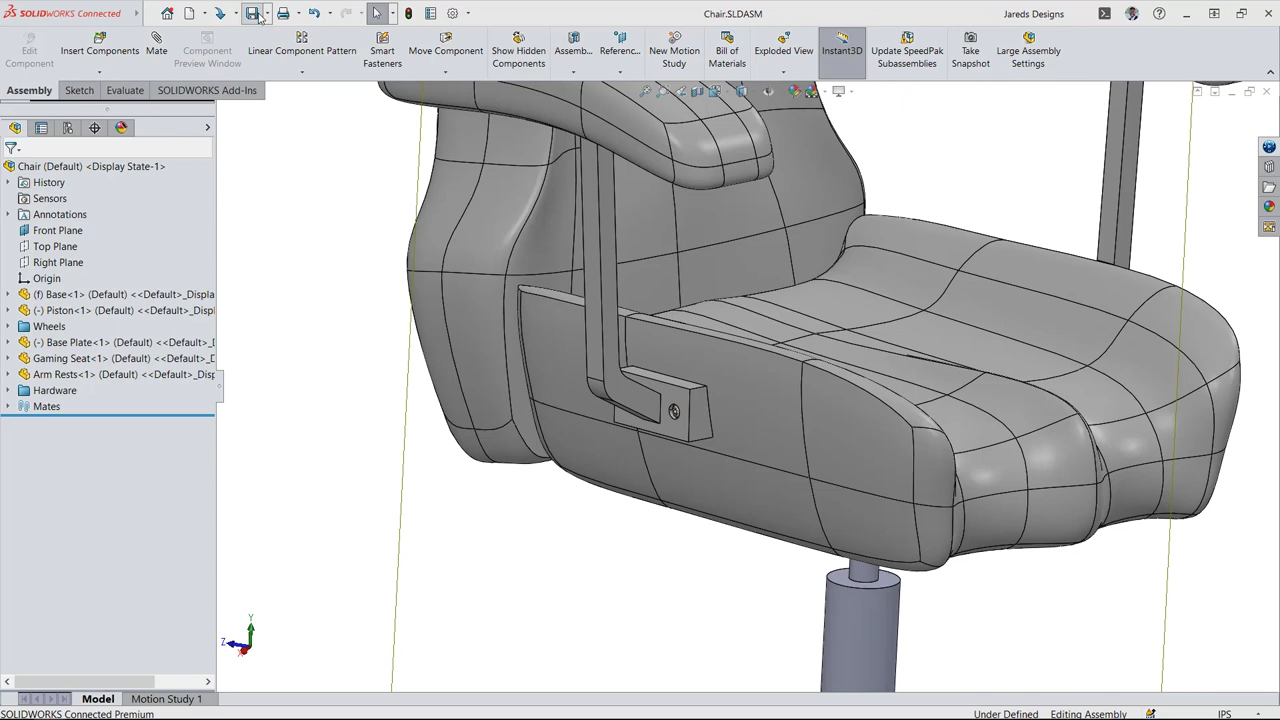 SOLIDWORKS Connected
Chair.SLDASM
Jareds Designs
Edit Component
Insert Components
Mate
Component Preview Window
Linear Component Pattern
Smart Fasteners
Move Component
Show Hidden Components
Assemb...
Referenc...
New Motion Study
Bill of Materials
Exploded View
Instant3D
Update SpeedPak Subassemblies
Take Snapshot
Large Assembly Settings
Assembly
Sketch
Evaluate
SOLIDWORKS Add-Ins
Chair (Default) <Display State-1>
History
Sensors
Annotations
Front Plane
Top Plane
Right Plane
Origin
(f) Base<1> (Default) <<Default>_Displa
(-) Piston<1> (Default) <<Default>_Disp
Wheels
(-) Base Plate<1> (Default) <<Default>_
Gaming Seat<1> (Default) <<Default>_D
Arm Rests<1> (Default) <<Default>_Disp
Hardware
Mates
Y
Z
Model
Motion Study 1
SOLIDWORKS Connected Premium
Under Defined
Editing Assembly
IPS